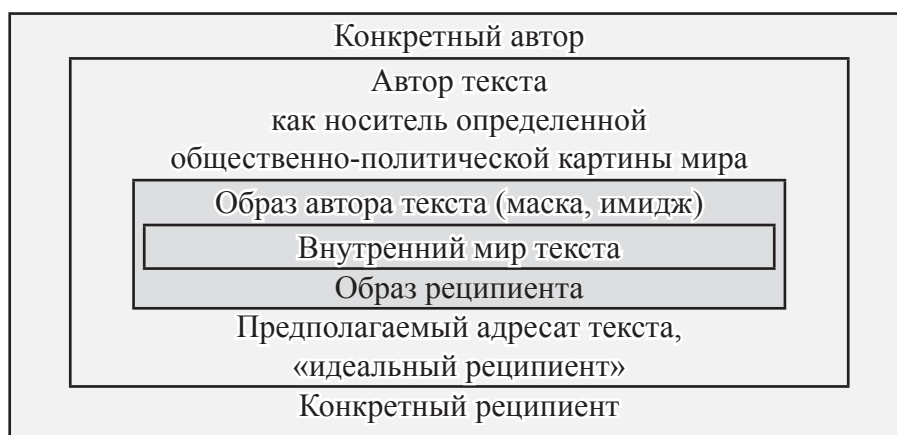 Конкретный автор
Автор текста
как носитель определенной
общественно-политической картины мира
Образ автора текста (маска, имидж)
Внутренний мир текста
Образ реципиента
Предполагаемый адресат текста,
«идеальный реципиент»
Конкретный реципиент